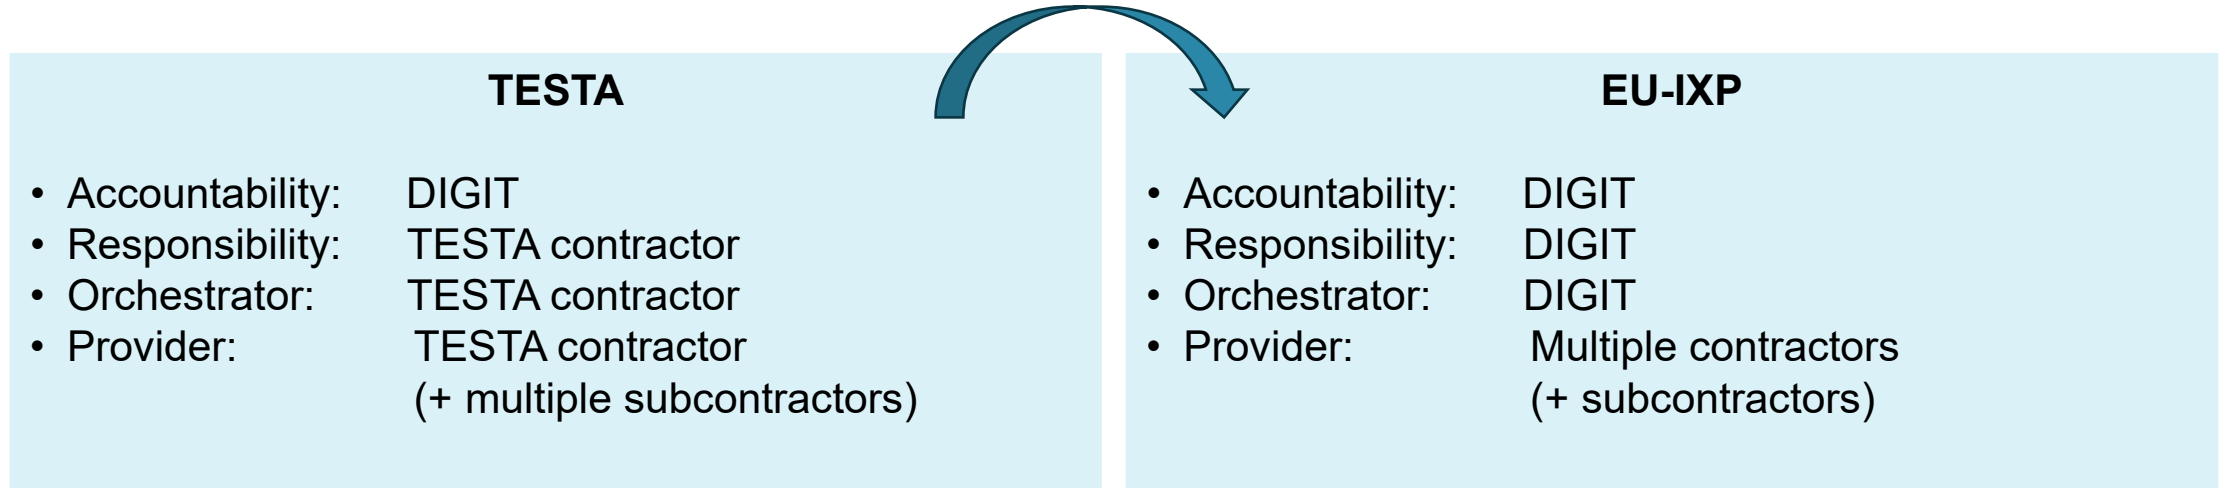 TESTA
• Accountability: DIGIT
• Responsibility: TESTA contractor
• Orchestrator: TESTA contractor
• Provider: TESTA contractor
(+ multiple subcontractors)
EU-IXP
• Accountability: DIGIT
• Responsibility: DIGIT
• Orchestrator: DIGIT
• Provider: Multiple contractors
(+ subcontractors)